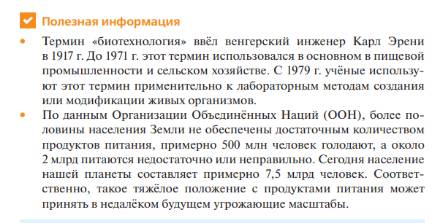 Полезная информация
• Термин «биотехнология» ввёл венгерский инженер Карл Эрени
в 1917 г. До 1971 г. этот термин использовался в основном в пищевой
промышленности и сельском хозяйстве. С 1979 г. учёные использу-
ют этот термин применительно к лабораторным методам создания
или модификации живых организмов.
• По данным Организации Объединённых Наций (ООН), более по-
ловины населения Земли не обеспечены достаточным количеством
продуктов питания, примерно 500 млн человек голодают, а около
2 млрд питаются недостаточно или неправильно. Сегодня население
нашей планеты составляет примерно 7,5 млрд человек. Соответ-
ственно, такое тяжёлое положение с продуктами питания может
принять в недалёком будущем угрожающие масштабы.